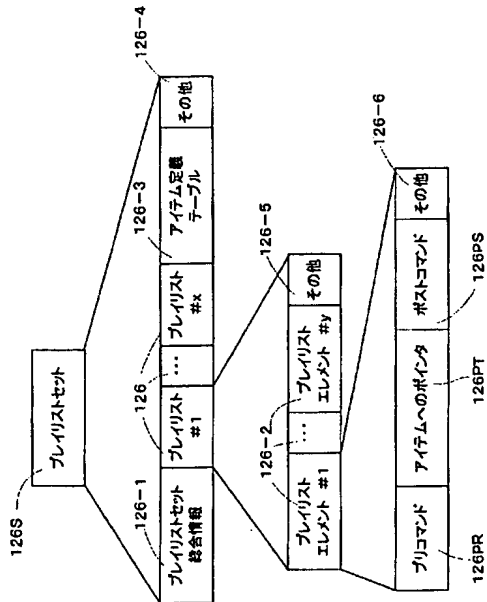 126S
プレイリストセット
126-1
126
126-3
126-4
プレイリストセット
総合情報
プレイリスト
#1
...
プレイリスト
#x
アイテム定義
テーブル
その他
126-2
126-5
プレイリスト
エレメント #1
...
プレイリスト
エレメント #y
その他
126-6
プリコマンド
アイテムへのポインタ
ポストコマンド
その他
126PR
126PT
126PS